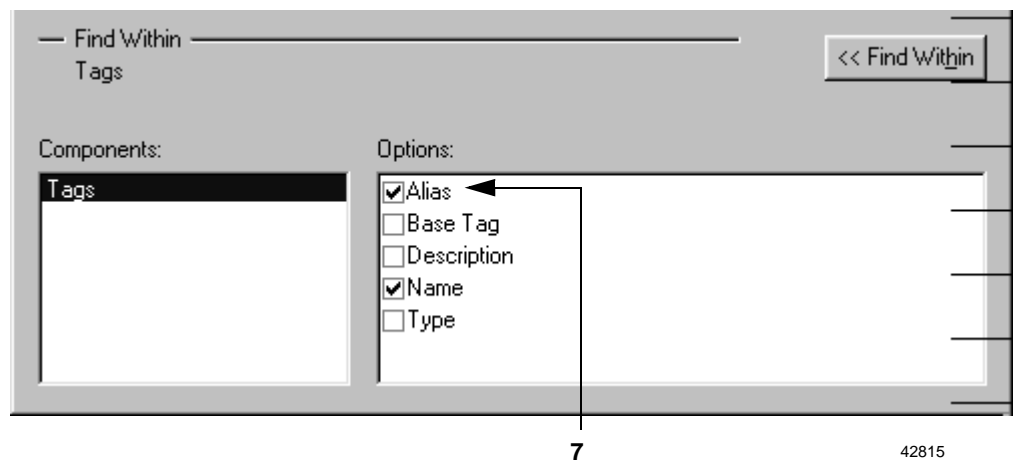 Find Within
Tags
<< Find Within
Components:
Options:
Tags
Alias
Base Tag
Description
Name
Type
7
42815